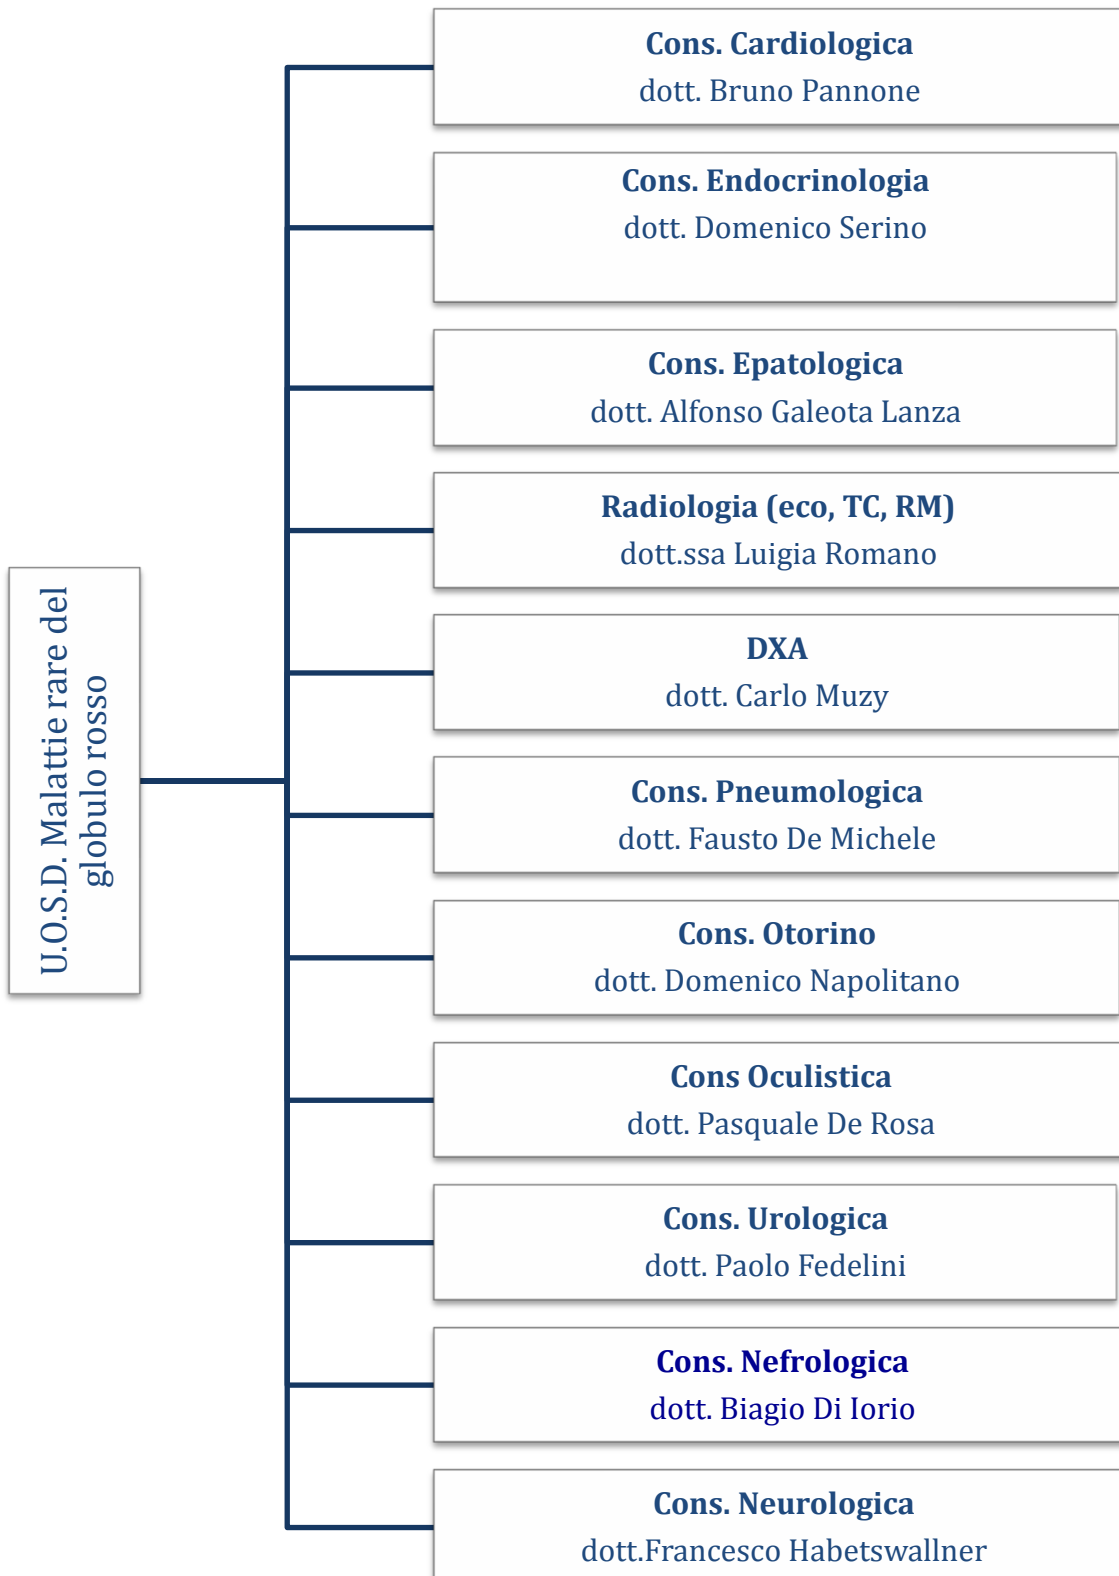 Cons. Cardiologica
dott. Bruno Pannone
Cons. Endocrinologia
dott. Domenico Serino
Cons. Epatologica
dott. Alfonso Galeota Lanza
Radiologia (eco, TC, RM)
dott.ssa Luigia Romano
U.O.S.D. Malattie rare del
globulo rosso
DXA
dott. Carlo Muzy
Cons. Pneumologica
dott. Fausto De Michele
Cons. Otorino
dott. Domenico Napolitano
Cons Oculistica
dott. Pasquale De Rosa
Cons. Urologica
dott. Paolo Fedelini
Cons. Nefrologica
dott. Biagio Di Iorio
Cons. Neurologica
dott.Francesco Habetswallner